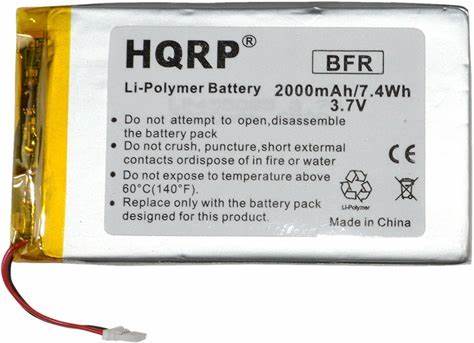 HQRP®
BFR
Li-Polymer Battery 2000mAh/7.4Wh
3.7V
• Do not attempt to open,disassemble
the battery pack
• Do not crush, puncture,short external
contacts ordispose of in fire or water
• Do not expose to temperature above
60°C(140°F).
• Replace only with the battery pack
designed for this product.
CE
Li-Polymer
Made in China